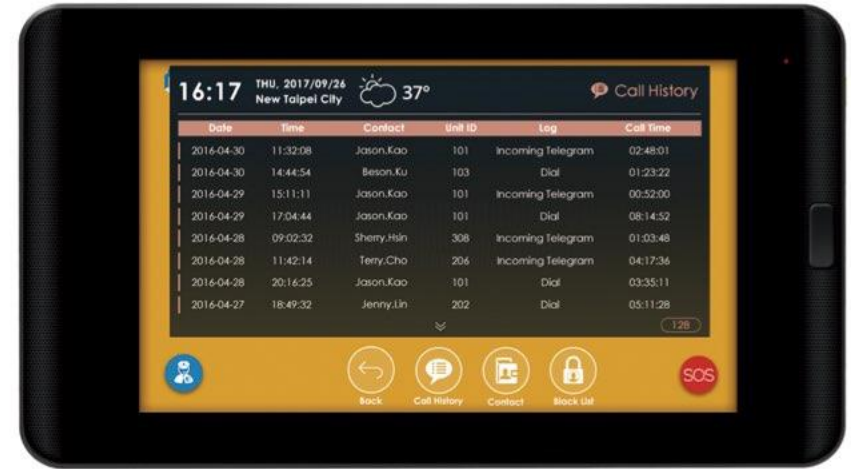 16:17 THU, 2017/09/26 37° Call History
New Taipei City
Date Time Contact Unit ID Log Call Time
2016-04-30 11:32:08 Jason.Kao 101 Incoming Telegram 02:48:01
2016-04-30 14:44:54 Beson.Ku 103 Dial 01:23:22
2016-04-29 15:11:11 Jason.Kao 101 Incoming Telegram 00:52:00
2016-04-29 17:04:44 Jason.Kao 101 Dial 08:14:52
2016-04-28 09:02:32 Sherry.Hsin 308 Incoming Telegram 01:03:48
2016-04-28 11:42:14 Terry.Cho 206 Incoming Telegram 04:17:36
2016-04-28 20:16:25 Jason.Kao 101 Dial 03:35:11
2016-04-27 18:49:32 Jenny.Lin 202 Dial 05:11:28
128
SOS
Back Call History Contact Block List